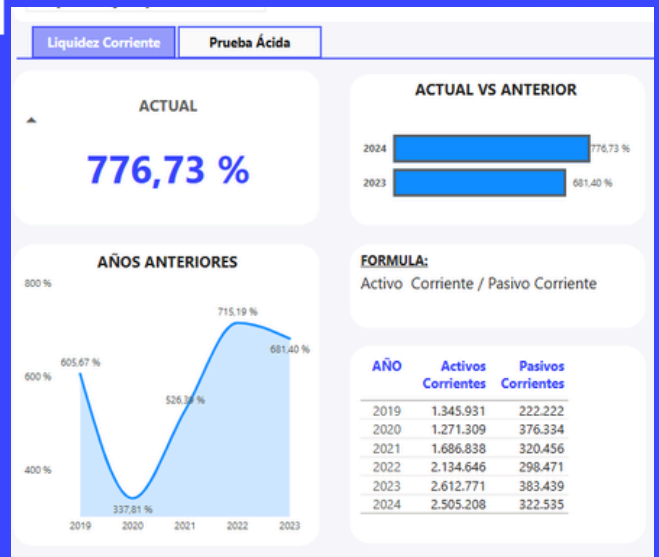 Liquidez Corriente
Prueba Ácida
ACTUAL
776,73 %
ACTUAL VS ANTERIOR
2024
776,73 %
2023
681,40 %
AÑOS ANTERIORES
800 %
600 %
400 %
605,67 %
337,81 %
526,39 %
715,19 %
681,40 %
2019 2020 2021 2022 2023
FORMULA:
Activo Corriente / Pasivo Corriente
AÑO Activos Pasivos
Corrientes Corrientes
2019 1.345.931 222.222
2020 1.271.309 376.334
2021 1.686.838 320.456
2022 2.134.646 298.471
2023 2.612.771 383.439
2024 2.505.208 322.535